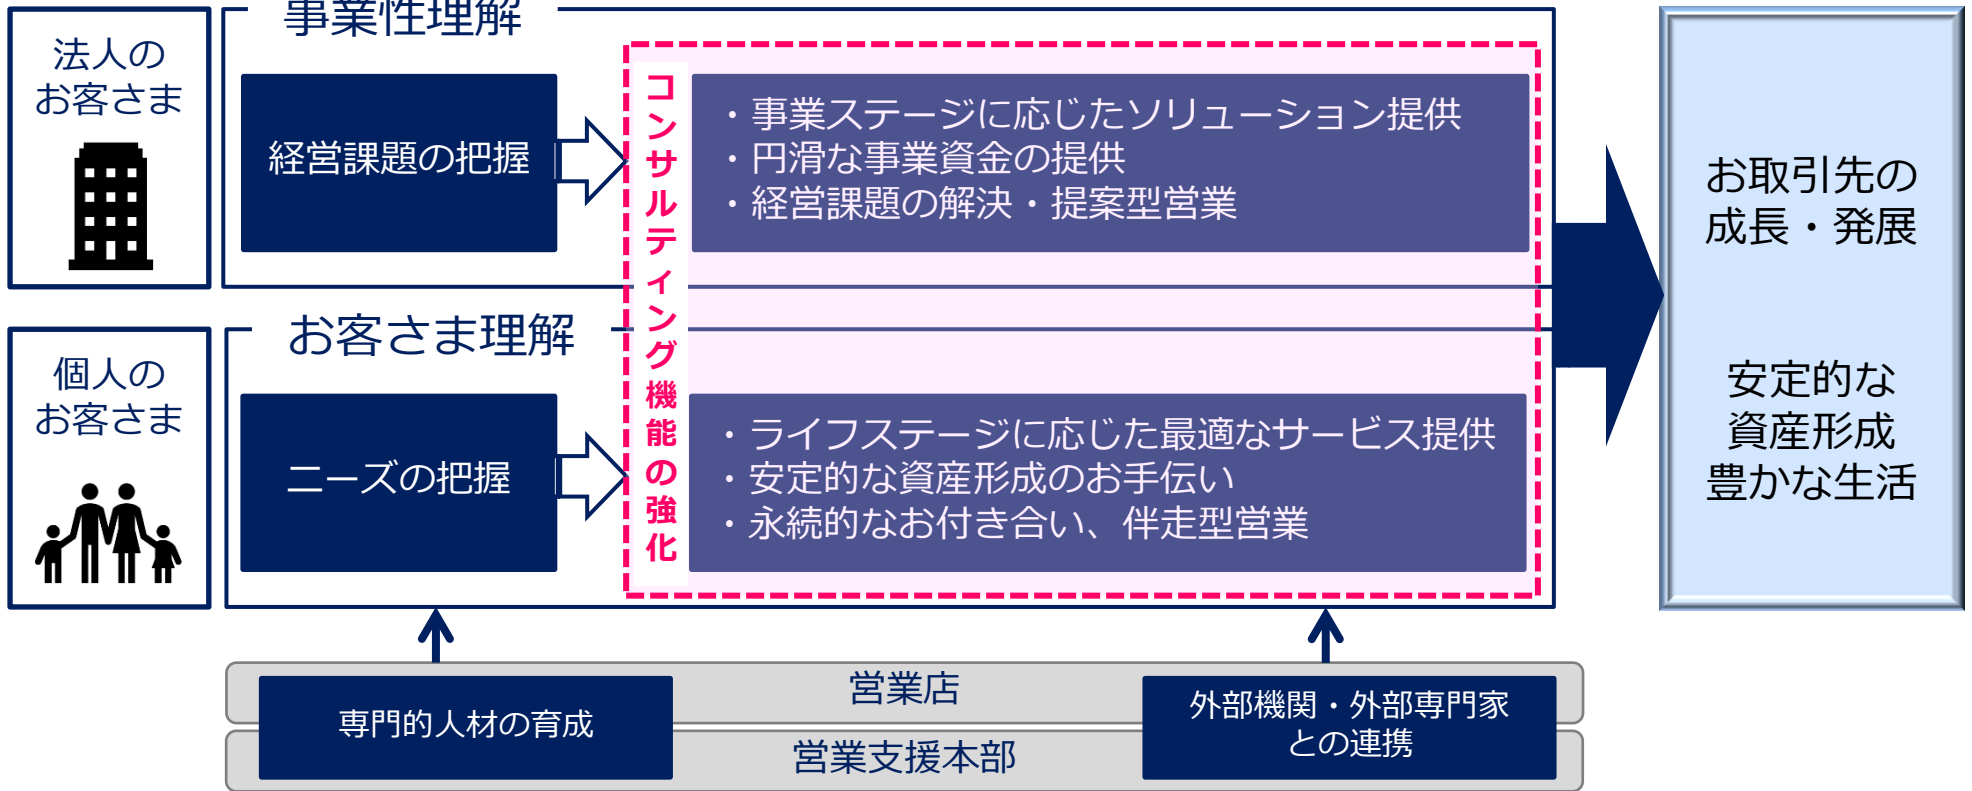 事業性理解
法人の
お客さま
経営課題の把握
コンサルティング機能の強化
・事業ステージに応じたソリューション提供
・円滑な事業資金の提供
・経営課題の解決・提案型営業
お客さま理解
個人の
お客さま
ニーズの把握
・ライフステージに応じた最適なサービス提供
・安定的な資産形成のお手伝い
・永続的なお付き合い、伴走型営業
お取引先の
成長・発展
安定的な
資産形成
豊かな生活
営業店
専門的人材の育成
外部機関・外部専門家
との連携
営業支援本部